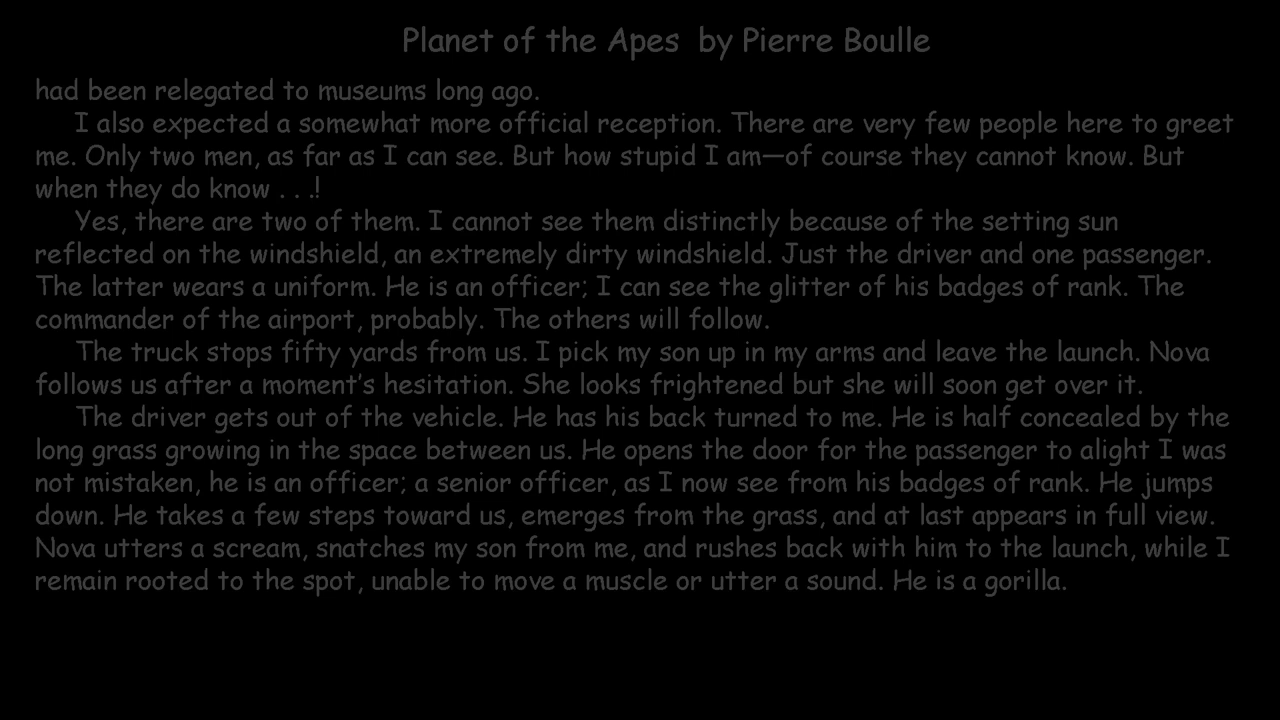 Planet of the Apes  by Pierre Boulle
had been relegated to museums long ago.
I also expected a somewhat more official reception. There are very few people here to greet
me. Only two men, as far as I can see. But how stupid I am—of course they cannot know. But
when they do know . . .!
Yes, there are two of them. I cannot see them distinctly because of the setting sun
reflected on the windshield, an extremely dirty windshield. Just the driver and one passenger.
The latter wears a uniform. He is an officer; I can see the glitter of his badges of rank. The
commander of the airport, probably. The others will follow.
The truck stops fifty yards from us. I pick my son up in my arms and leave the launch. Nova
follows us after a moment’s hesitation. She looks frightened but she will soon get over it.
The driver gets out of the vehicle. He has his back turned to me. He is half concealed by the
long grass growing in the space between us. He opens the door for the passenger to alight I was
not mistaken, he is an officer; a senior officer, as I now see from his badges of rank. He jumps
down. He takes a few steps toward us, emerges from the grass, and at last appears in full view.
Nova utters a scream, snatches my son from me, and rushes back with him to the launch, while I
remain rooted to the spot, unable to move a muscle or utter a sound. He is a gorilla.